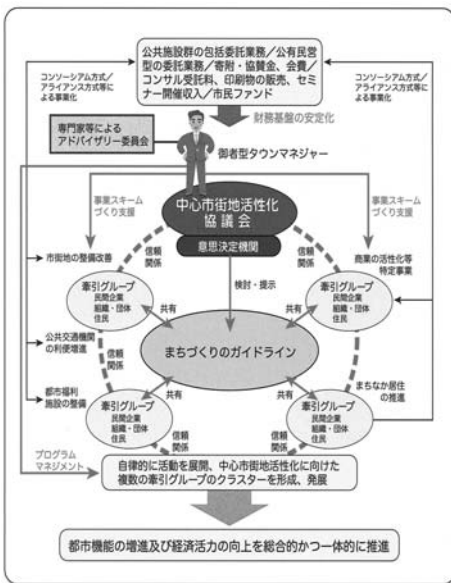 公共施設群の包括委託業務／公有民営
型の委託業務／寄附・協賛金、会費／
コンサル受託料、印刷物の販売、セミ
ナー開催収入／市民ファンド
コンソーシアム方式／
アライアンス方式等に
よる事業化
コンソーシアム方式／
アライアンス方式等に
よる事業化
財務基盤の安定化
専門家等による
アドバイザリー委員会
御者型タウンマネジャー
中心市街地活性化
協議会
意思決定機関
事業スキーム
づくり支援
事業スキーム
づくり支援
市街地の整備改善
信頼
関係
信頼
関係
商業の活性化等
特定事業
牽引グループ
民間企業
組織・団体
住民
検討・提示
牽引グループ
民間企業
組織・団体
住民
共有
共有
公共交通機関
の利便増進
信頼
関係
まちづくりのガイドライン
信頼
関係
都市福利
施設の整備
共有
共有
まちなか居住
の推進
牽引グループ
民間企業
組織・団体
住民
牽引グループ
民間企業
組織・団体
住民
信頼
関係
信頼
関係
プログラム
マネジメント
自律的に活動を展開、中心市街地活性化に向けた
複数の牽引グループのクラスターを形成、発展
都市機能の増進及び経済活力の向上を総合的かつ一体的に推進